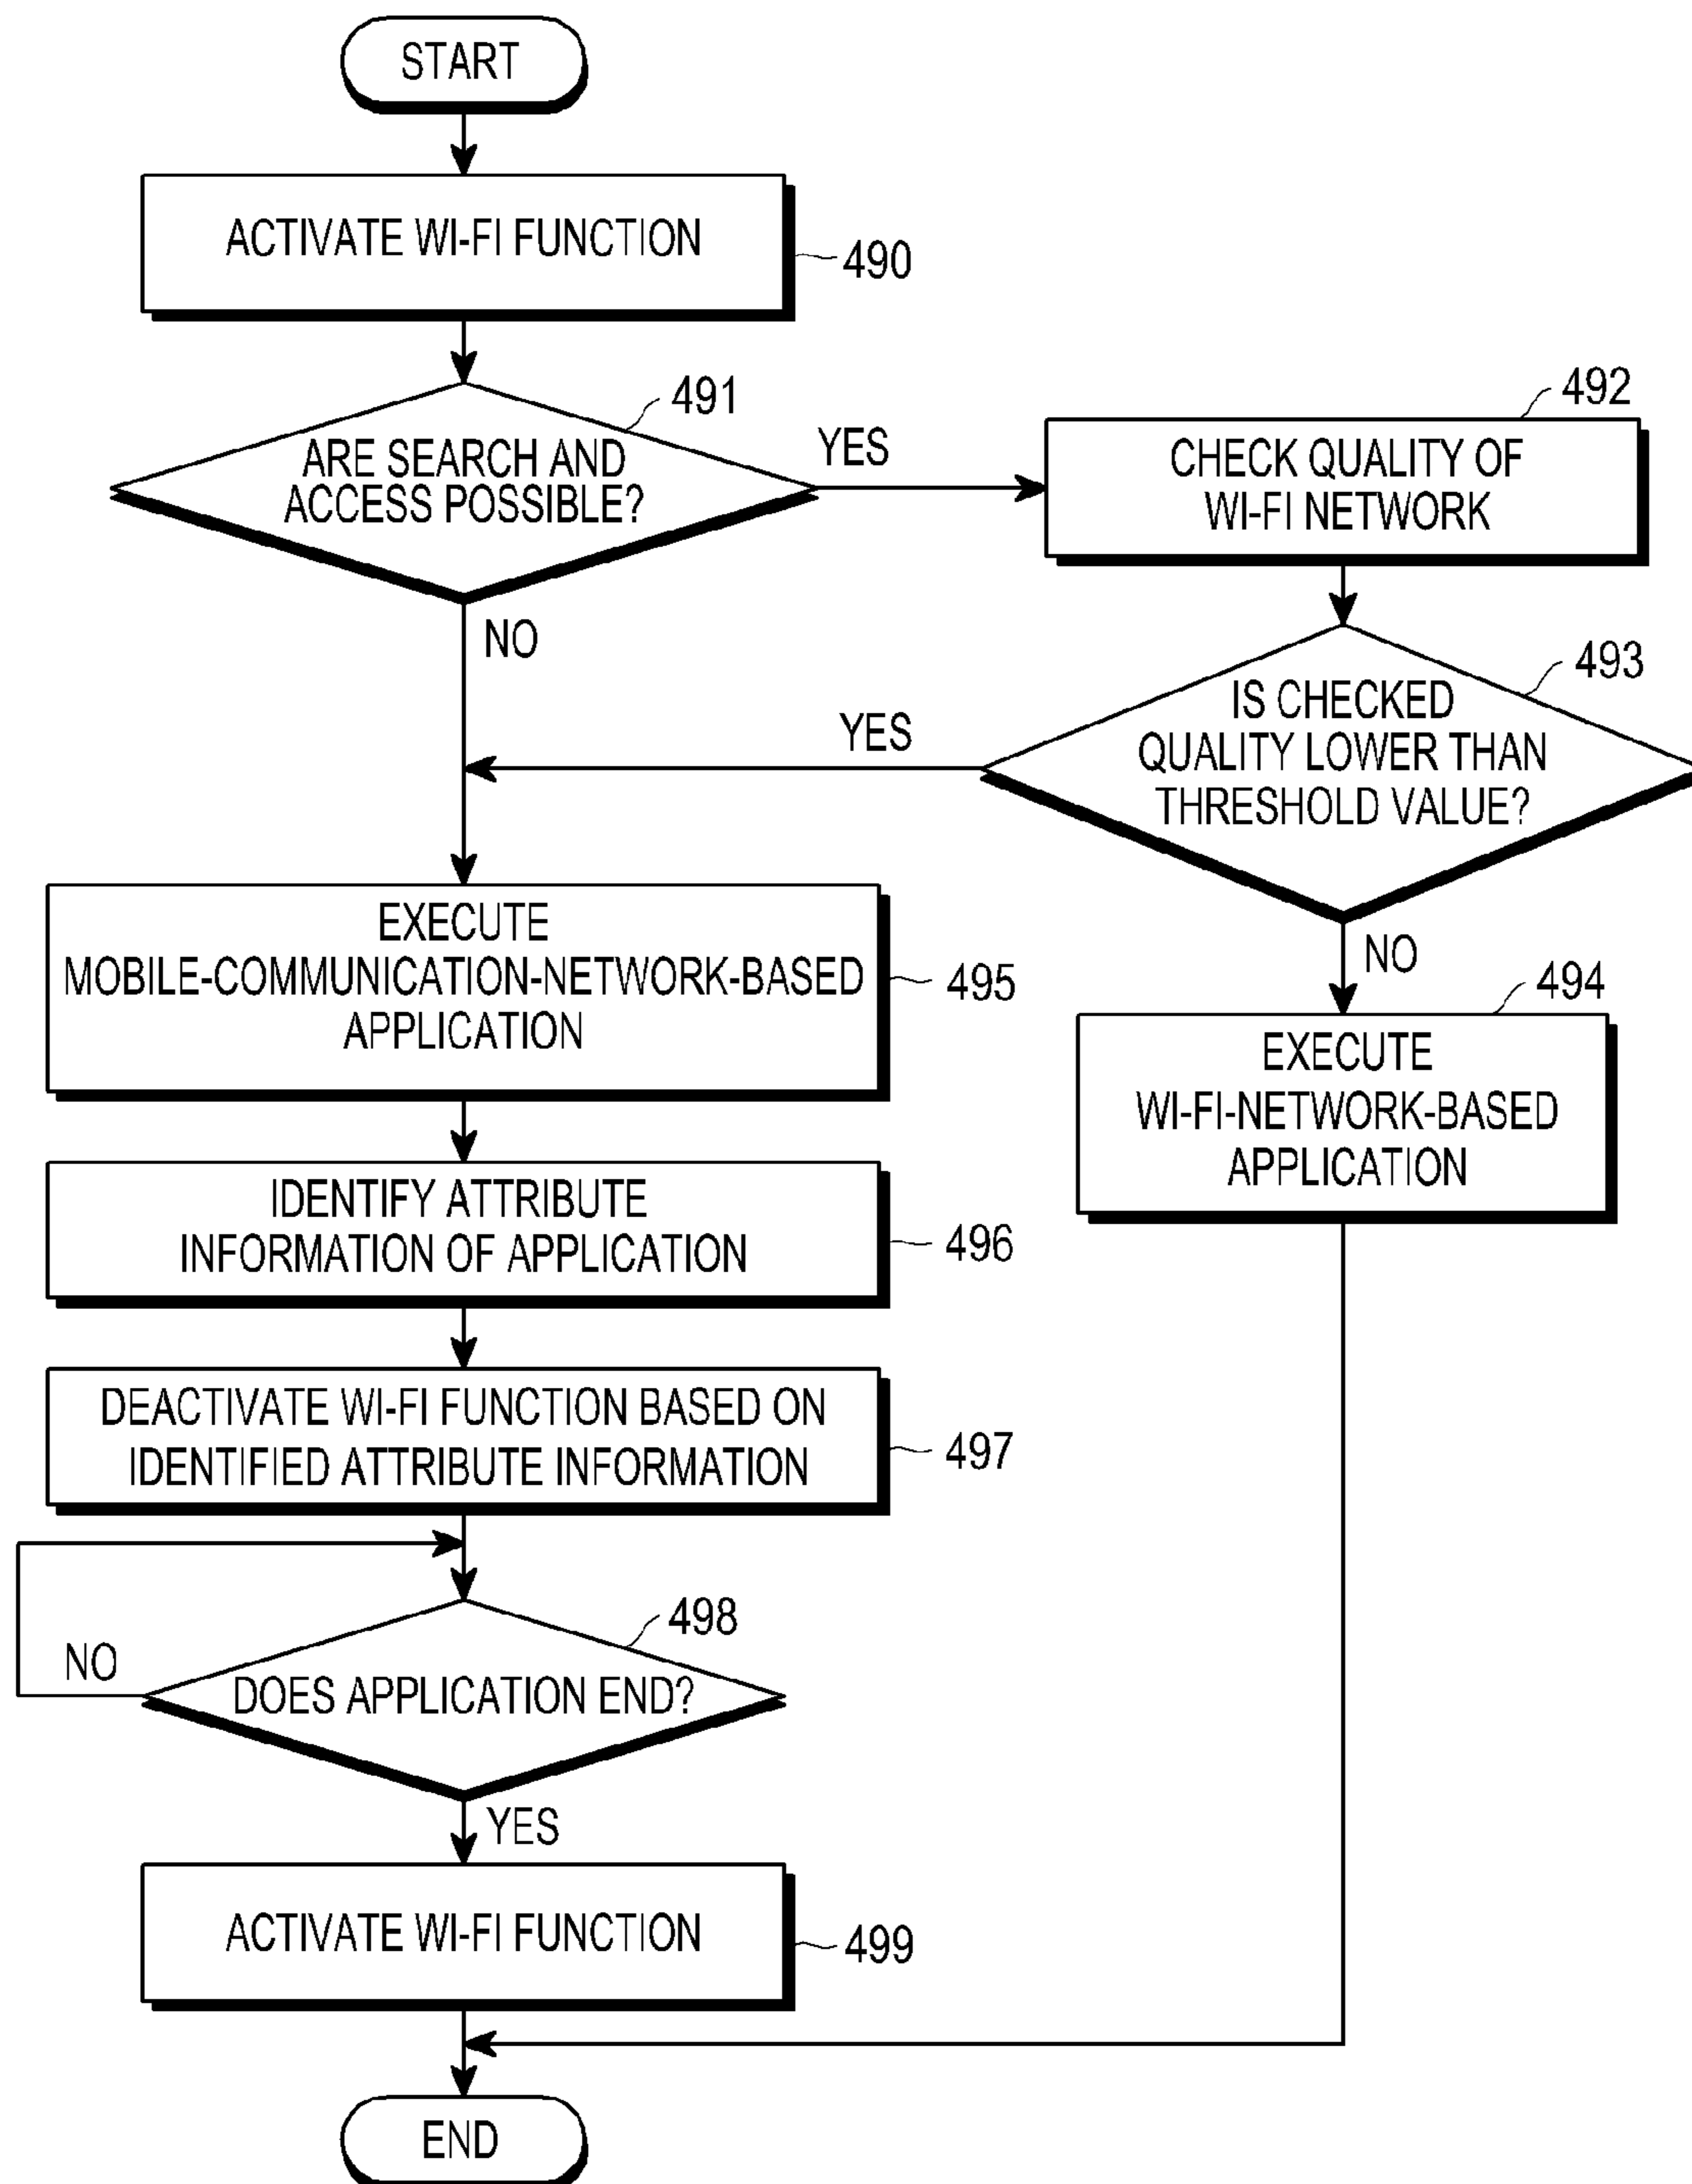 START
ACTIVATE WI-FI FUNCTION
490
491
ARE SEARCH AND
ACCESS POSSIBLE?
YES
492
CHECK QUALITY OF
WI-FI NETWORK
NO
493
IS CHECKED
QUALITY LOWER THAN
THRESHOLD VALUE?
YES
NO
494
EXECUTE
WI-FI-NETWORK-BASED
APPLICATION
EXECUTE
MOBILE-COMMUNICATION-NETWORK-BASED
APPLICATION
495
IDENTIFY ATTRIBUTE
INFORMATION OF APPLICATION
496
DEACTIVATE WI-FI FUNCTION BASED ON
IDENTIFIED ATTRIBUTE INFORMATION
497
498
NO
DOES APPLICATION END?
YES
ACTIVATE WI-FI FUNCTION
499
END